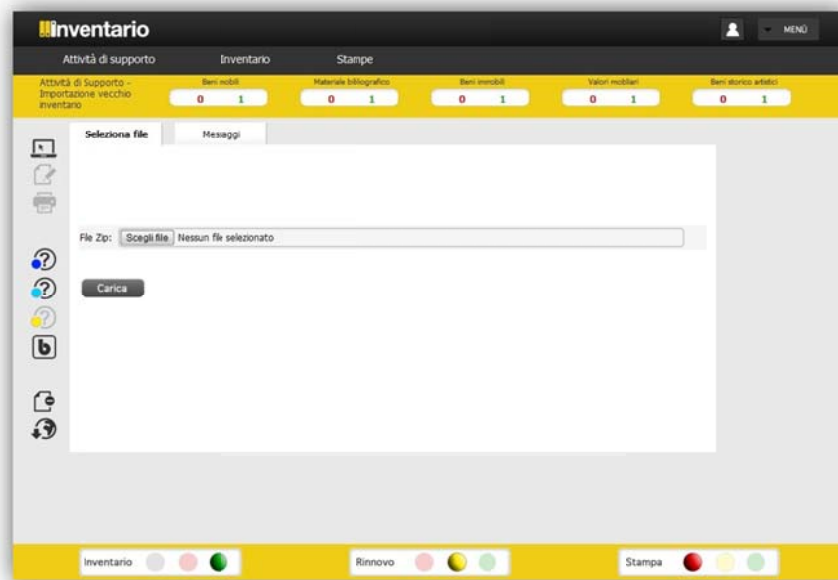 inventario
MENÙ
Attività di supporto Inventario Stampe
Attività di Supporto - Importazione vecchio inventario
Beni mobili Materiale bibliografico Beni immobili Valori mobiliari Beni storico artistici
0 1 0 1 0 1 0 1 0 1
Seleziona file Messaggi
File Zip: Scegli file Nessun file selezionato
Carica
b
Inventario Rinnovo Stampa